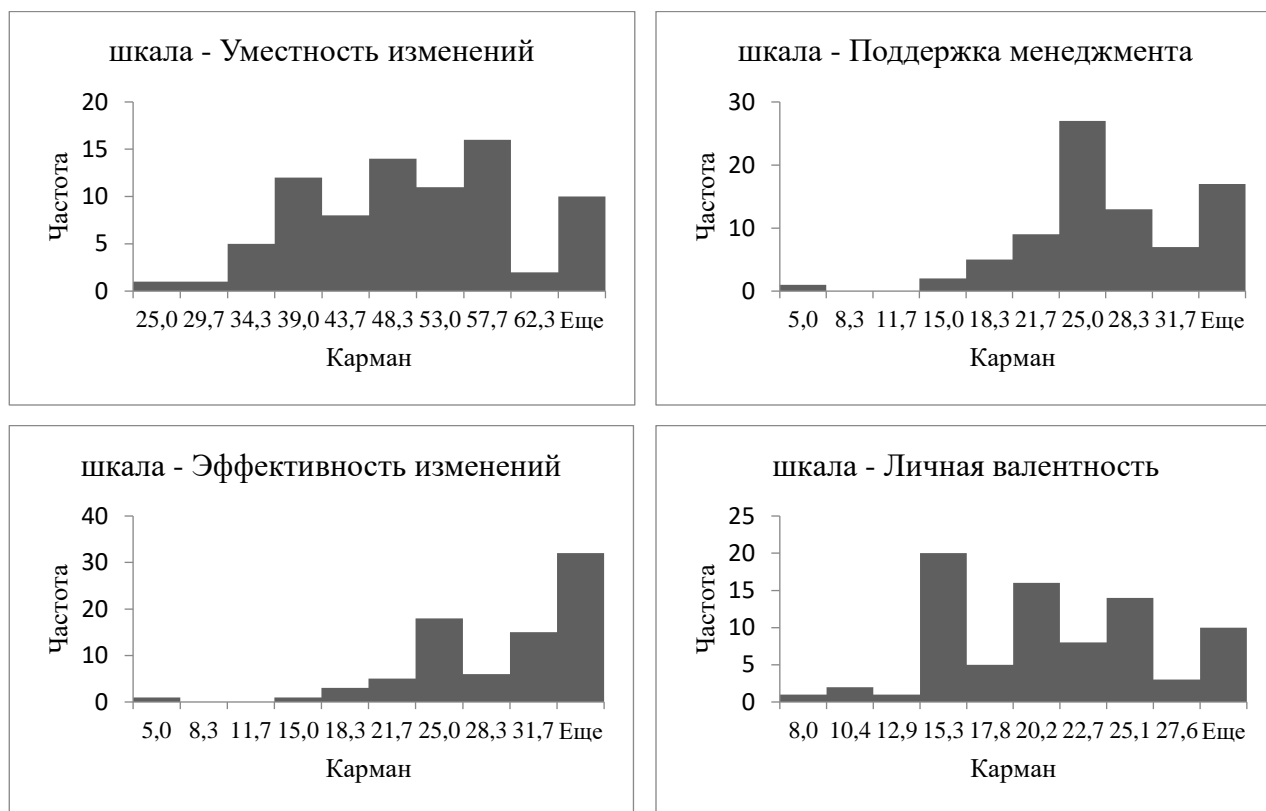 шкала - Уместность изменений
20
15
10
5
0
Частота
25,0 29,7 34,3 39,0 43,7 48,3 53,0 57,7 62,3 Еще
Карман
шкала - Поддержка менеджмента
30
20
10
0
Частота
5,0 8,3 11,7 15,0 18,3 21,7 25,0 28,3 31,7 Еще
Карман
шкала - Эффективность изменений
40
30
20
10
0
Частота
5,0 8,3 11,7 15,0 18,3 21,7 25,0 28,3 31,7 Еще
Карман
шкала - Личная валентность
25
20
15
10
5
0
Частота
8,0 10,4 12,9 15,3 17,8 20,2 22,7 25,1 27,6 Еще
Карман